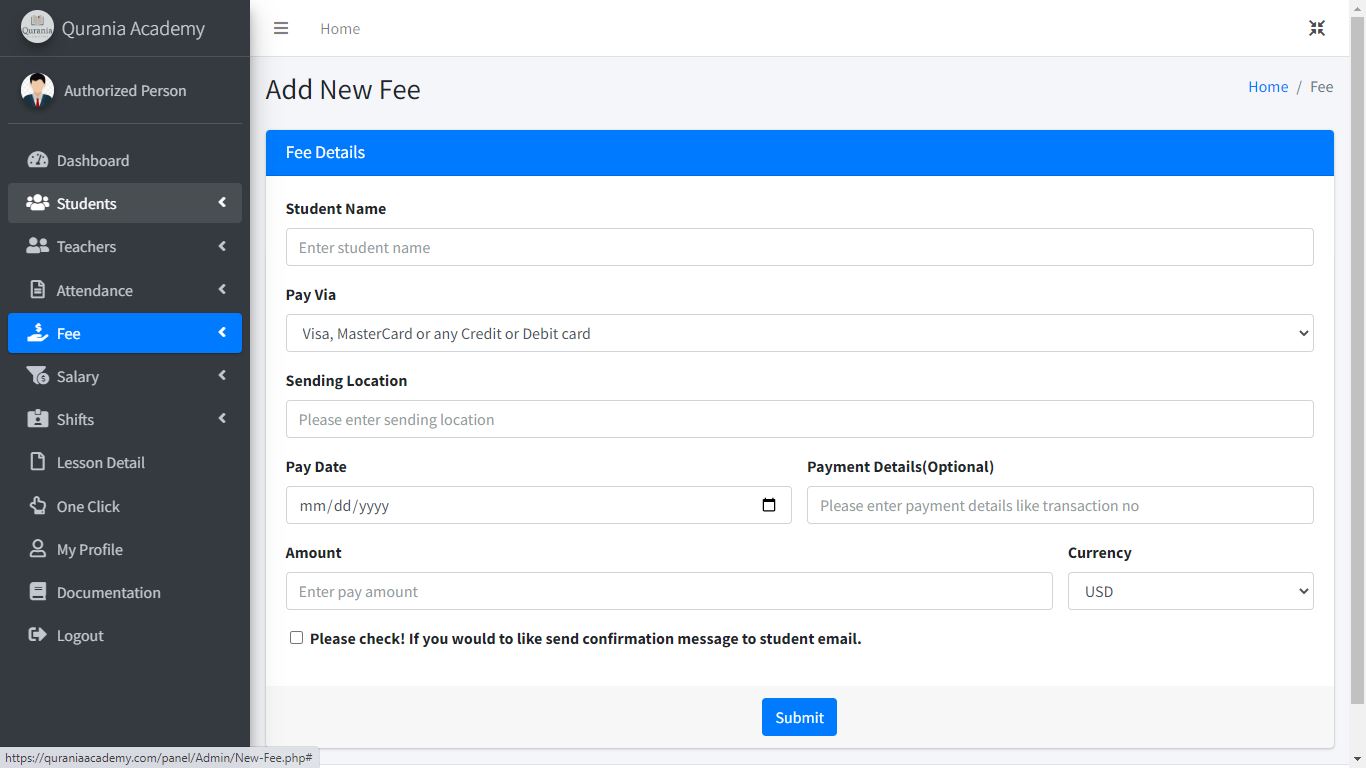 Qurania
Qurania Academy
Home
Authorized Person
Add New Fee
Home / Fee
Dashboard
Students
Teachers
Attendance
Fee
Salary
Shifts
Lesson Detail
One Click
My Profile
Documentation
Logout
Fee Details
Student Name
Enter student name
Pay Via
Visa, MasterCard or any Credit or Debit card
Sending Location
Please enter sending location
Pay Date
Payment Details(Optional)
mm/dd/yyyy
Please enter payment details like transaction no
Amount
Currency
Enter pay amount
USD
Please check! If you would to like send confirmation message to student email.
Submit
https://quraniaacademy.com/panel/Admin/New-Fee.php#